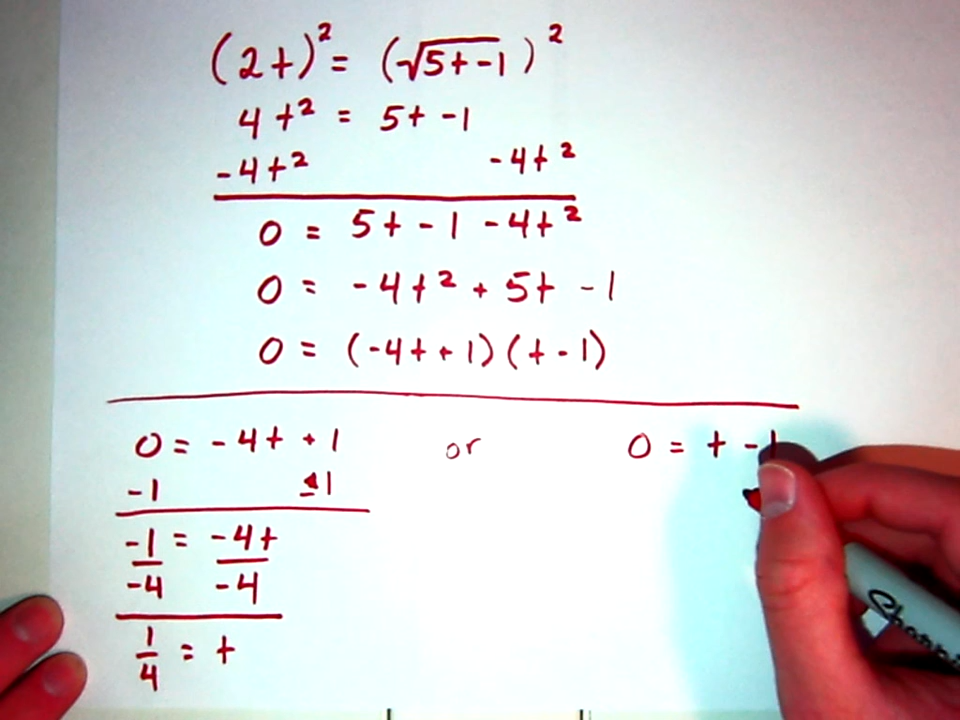 (2t)² = (√5t-1)²
4t² = 5t - 1
-4t² -4t²
0 = 5t - 1 - 4t²
0 = -4t² + 5t - 1
0 = (-4t + 1)(t - 1)
0 = -4t + 1 or 0 = t - 1
-1 -1
-1/-4 = -4t/-4
1/4 = t